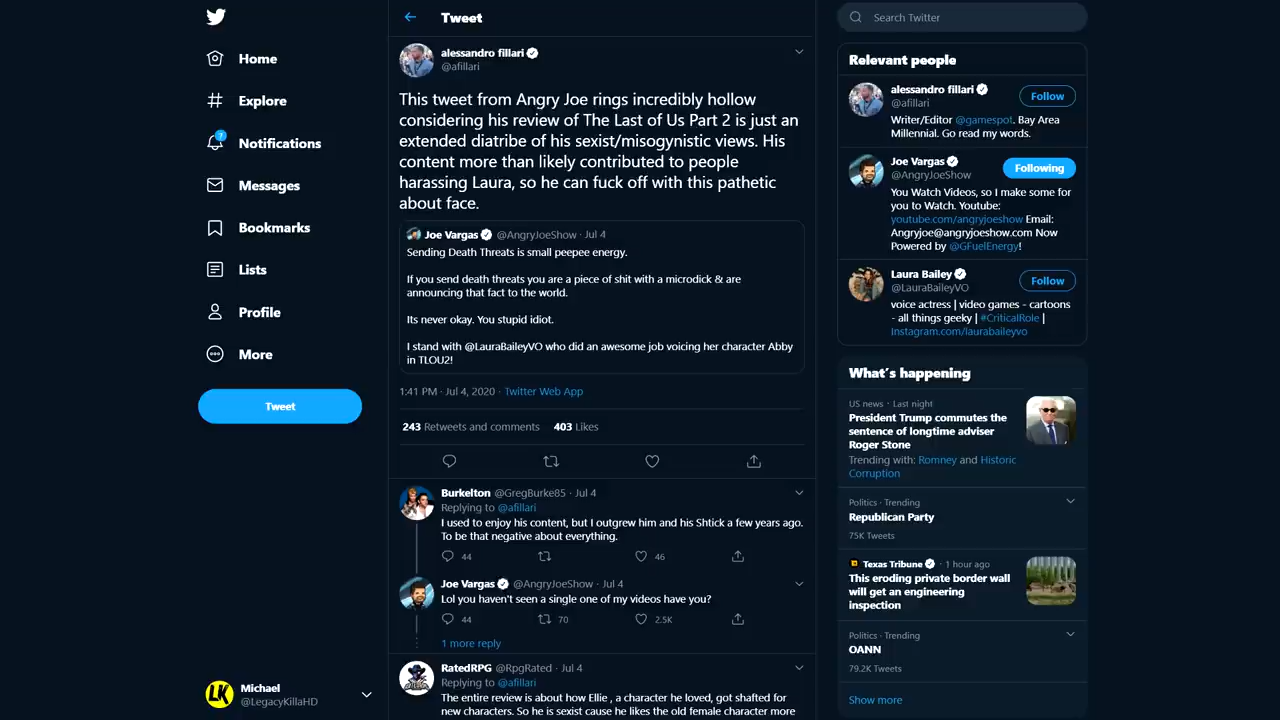 Home
Explore
7
Notifications
Messages
Bookmarks
Lists
Profile
More
Tweet
Michael
@LegacyKillaHD
Tweet
alessandro fillari
@afillari
This tweet from Angry Joe rings incredibly hollow
considering his review of The Last of Us Part 2 is just an
extended diatribe of his sexist/misogynistic views. His
content more than likely contributed to people
harassing Laura, so he can fuck off with this pathetic
about face.
Joe Vargas @AngryJoeShow · Jul 4
Sending Death Threats is small peepee energy.
If you send death threats you are a piece of shit with a microdick & are
announcing that fact to the world.
Its never okay. You stupid idiot.
I stand with @LauraBaileyVO who did an awesome job voicing her character Abby
in TLOU2!
1:41 PM · Jul 4, 2020 · Twitter Web App
243 Retweets and comments 403 Likes
Burkelton @GregBurke85 · Jul 4
Replying to @afillari
I used to enjoy his content, but I outgrew him and his Shtick a few years ago.
To be that negative about everything.
44 46
Joe Vargas @AngryJoeShow · Jul 4
Lol you haven't seen a single one of my videos have you?
44 70 2.5K
1 more reply
RatedRPG @RpgRated · Jul 4
Replying to @afillari
The entire review is about how Ellie , a character he loved, got shafted for
new characters. So he is sexist cause he likes the old female character more
Search Twitter
Relevant people
alessandro fillari
@afillari
Follow
Writer/Editor @gamespot. Bay Area
Millennial. Go read my words.
Joe Vargas
@AngryJoeShow
Following
You Watch Videos, so I make some for
you to Watch. Youtube:
youtube.com/angryjoeshow Email:
Angryjoe@angryjoeshow.com Now
Powered by @GFuelEnergy!
Laura Bailey
@LauraBaileyVO
Follow
voice actress | video games - cartoons
- all things geeky | #CriticalRole |
Instagram.com/laurabaileyvo
What's happening
US news · Last night
President Trump commutes the
sentence of longtime adviser
Roger Stone
Trending with: Romney and Historic
Corruption
Politics · Trending
Republican Party
75K Tweets
Texas Tribune · 1 hour ago
This eroding private border wall
will get an engineering
inspection
Politics · Trending
OANN
79.2K Tweets
Show more